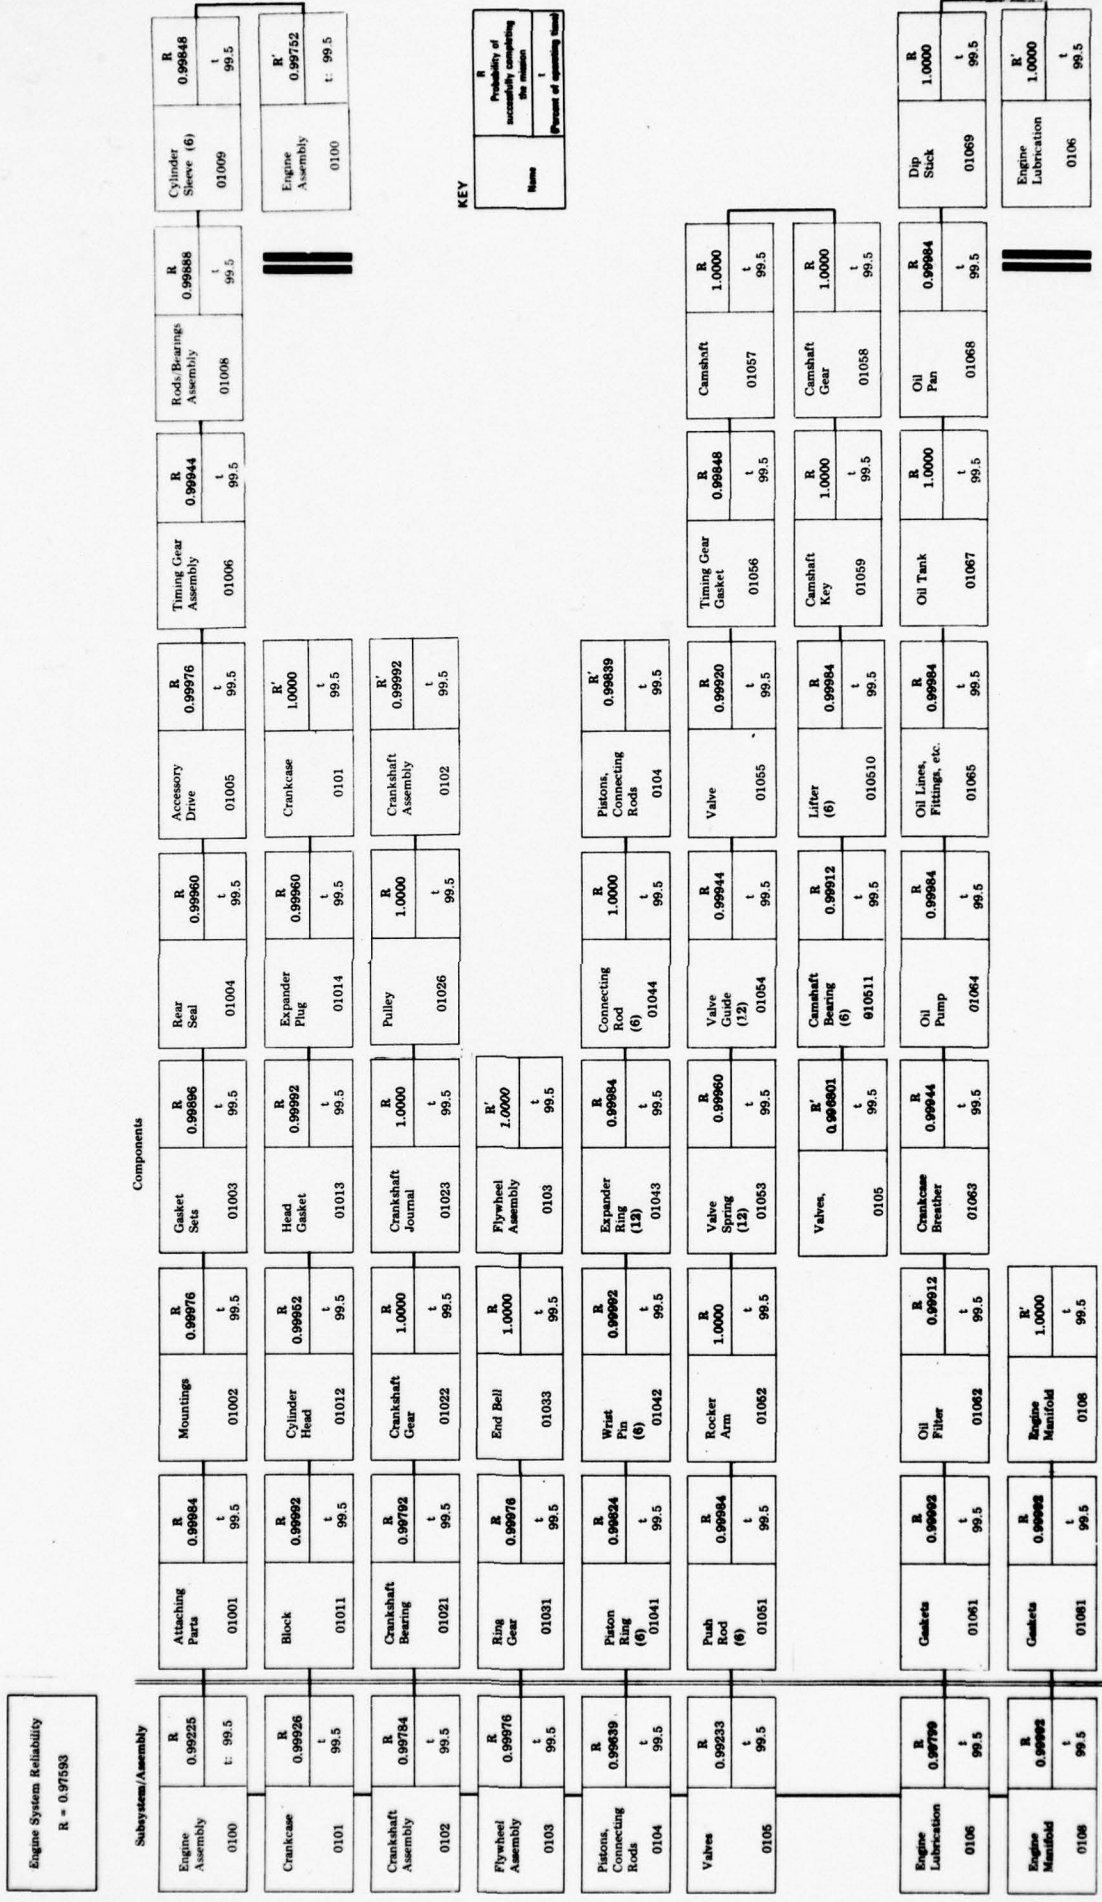 Engine System Reliability
R = 0.97593
Subsystem/Assembly
Components
Engine
Assembly
0100
R
0.99225
t: 99.5
Attaching
Parts
01001
R
0.99984
t
99.5
Mountings
01002
R
0.99976
t
99.5
Gasket
Sets
01003
R
0.99896
t
99.5
Rear
Seal
01004
R
0.99960
t
99.5
Accessory
Drive
01005
R
0.99976
t
99.5
Timing Gear
Assembly
01006
R
0.99944
t
99.5
Rods/Bearings
Assembly
01008
R
0.99888
t
99.5
Cylinder
Sleeve (6)
01009
R
0.99848
t
99.5
Engine
Assembly
0100
R'
0.99752
t: 99.5
Crankcase
0101
R
0.99926
t
99.5
Block
01011
R
0.99992
t
99.5
Cylinder
Head
01012
R
0.99952
t
99.5
Head
Gasket
01013
R
0.99992
t
99.5
Expander
Plug
01014
R
0.99960
t
99.5
Crankcase
0101
R'
1.0000
t
99.5
Crankshaft
Assembly
0102
R
0.99784
t
99.5
Crankshaft
Bearing
01021
R
0.99792
t
99.5
Crankshaft
Gear
01022
R
1.0000
t
99.5
Crankshaft
Journal
01023
R
1.0000
t
99.5
Pulley
01026
R
1.0000
t
99.5
Crankshaft
Assembly
0102
R'
0.99992
t
99.5
KEY
Name
R
Probability of
successfully completing
the mission
t
(Percent of operating time)
Flywheel
Assembly
0103
R
0.99976
t
99.5
Ring
Gear
01031
R
0.99976
t
99.5
End Bell
01033
R
1.0000
t
99.5
Flywheel
Assembly
0103
R'
1.0000
t
99.5
Pistons,
Connecting
Rods
0104
R
0.99639
t
99.5
Piston
Ring
(6) 01041
R
0.99824
t
99.5
Wrist
Pin
(6) 01042
R
0.99992
t
99.5
Expander
Ring
(12) 01043
R
0.99984
t
99.5
Connecting
Rod
(6) 01044
R
1.0000
t
99.5
Pistons,
Connecting
Rods
0104
R'
0.99839
t
99.5
Valves
0105
R
0.99233
t
99.5
Push
Rod
(6) 01051
R
0.99984
t
99.5
Rocker
Arm
01052
R
1.0000
t
99.5
Valve
Spring
(12) 01053
R
0.99960
t
99.5
Valve
Guide
(12) 01054
R
0.99944
t
99.5
Valve
01055
R
0.99920
t
99.5
Timing Gear
Gasket
01056
R
0.99848
t
99.5
Camshaft
01057
R
1.0000
t
99.5
Valves,
0105
R'
0.996801
t
99.5
Camshaft
Bearing
(6) 010511
R
0.99912
t
99.5
Lifter
(6)
010510
R
0.99984
t
99.5
Camshaft
Key
01059
R
1.0000
t
99.5
Camshaft
Gear
01058
R
1.0000
t
99.5
Engine
Lubrication
0106
R
0.99799
t
99.5
Gaskets
01061
R
0.99992
t
99.5
Oil
Filter
01062
R
0.99912
t
99.5
Crankcase
Breather
01063
R
0.99944
t
99.5
Oil
Pump
01064
R
0.99984
t
99.5
Oil Lines,
Fittings, etc.
01065
R
0.99984
t
99.5
Oil Tank
01067
R
1.0000
t
99.5
Oil
Pan
01068
R
0.99984
t
99.5
Dip
Stick
01069
R
1.0000
t
99.5
Engine
Lubrication
0106
R'
1.0000
t
99.5
Engine
Manifold
0108
R
0.99992
t
99.5
Gaskets
01081
R
0.99992
t
99.5
Engine
Manifold
0108
R'
1.0000
t
99.5